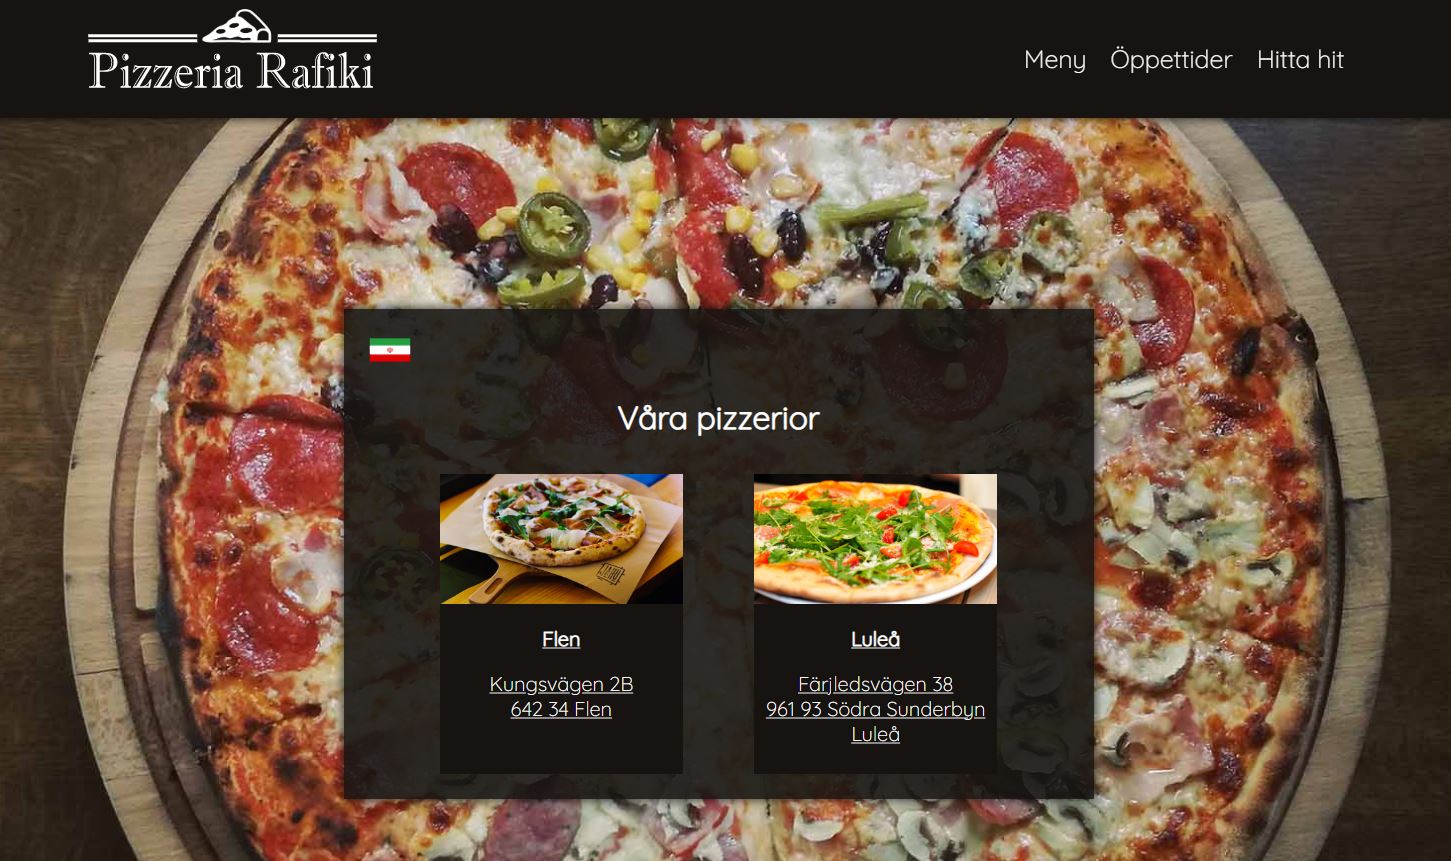 Pizzeria Rafiki
Meny Öppettider Hitta hit
Våra pizzerior
Flen
Kungsvägen 2B
642 34 Flen
Luleå
Färjledsvägen 38
961 93 Södra Sunderbyn
Luleå